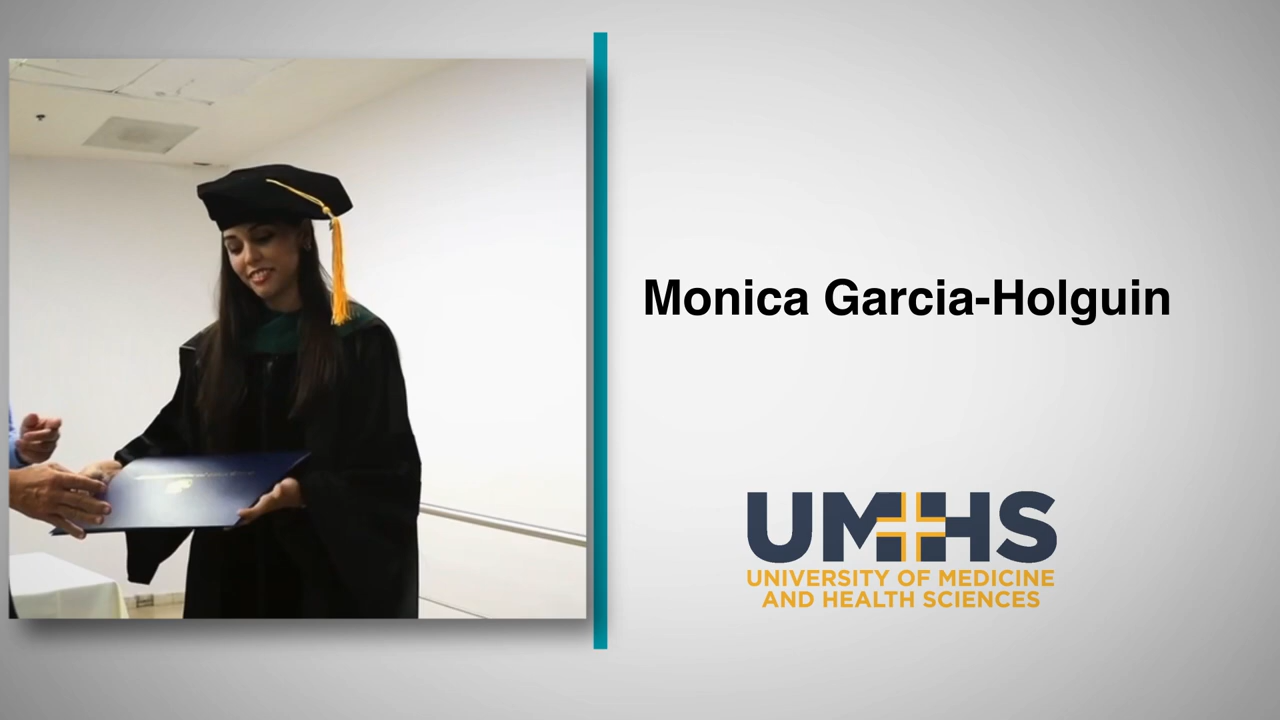 Monica Garcia-Holguin
UMHS
UNIVERSITY OF MEDICINE
AND HEALTH SCIENCES